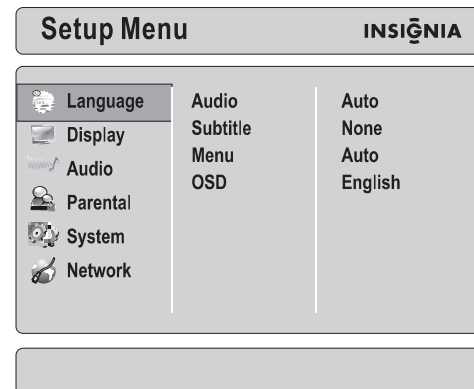 Setup Menu
INSIGNIA
Language
Display
Audio
Parental
System
Network
Audio
Subtitle
Menu
OSD
Auto
None
Auto
English